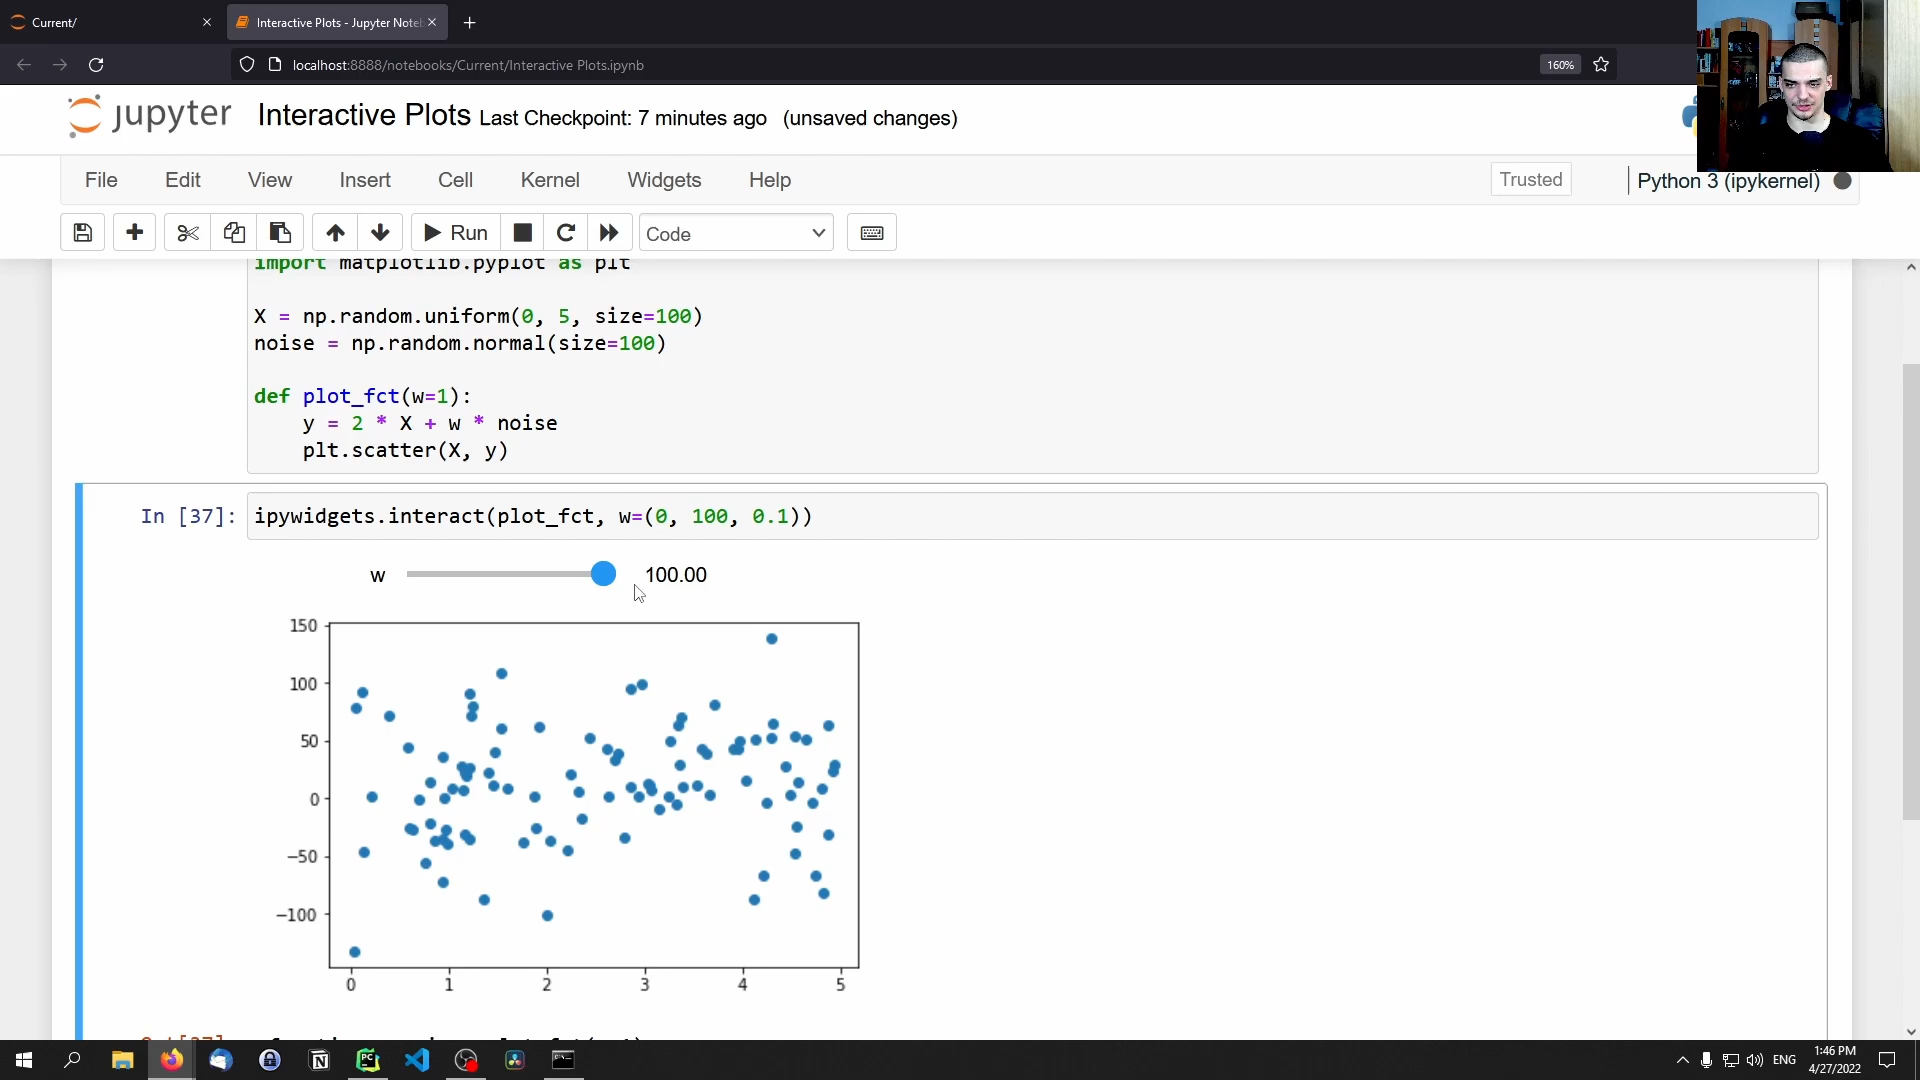 Current/
Interactive Plots - Jupyter Noteb
localhost:8888/notebooks/Current/Interactive Plots.ipynb
160%
jupyter
Interactive Plots Last Checkpoint: 7 minutes ago (unsaved changes)
File Edit View Insert Cell Kernel Widgets Help
Trusted
Python 3 (ipykernel)
Run
Code
import matplotlib.pyplot as plt
X = np.random.uniform(0, 5, size=100)
noise = np.random.normal(size=100)
def plot_fct(w=1):
y = 2 * X + w * noise
plt.scatter(X, y)
In [37]:
ipywidgets.interact(plot_fct, w=(0, 100, 0.1))
w
100.00
150
100
50
0
−50
−100
0 1 2 3 4 5
ENG
1:46 PM
4/27/2022